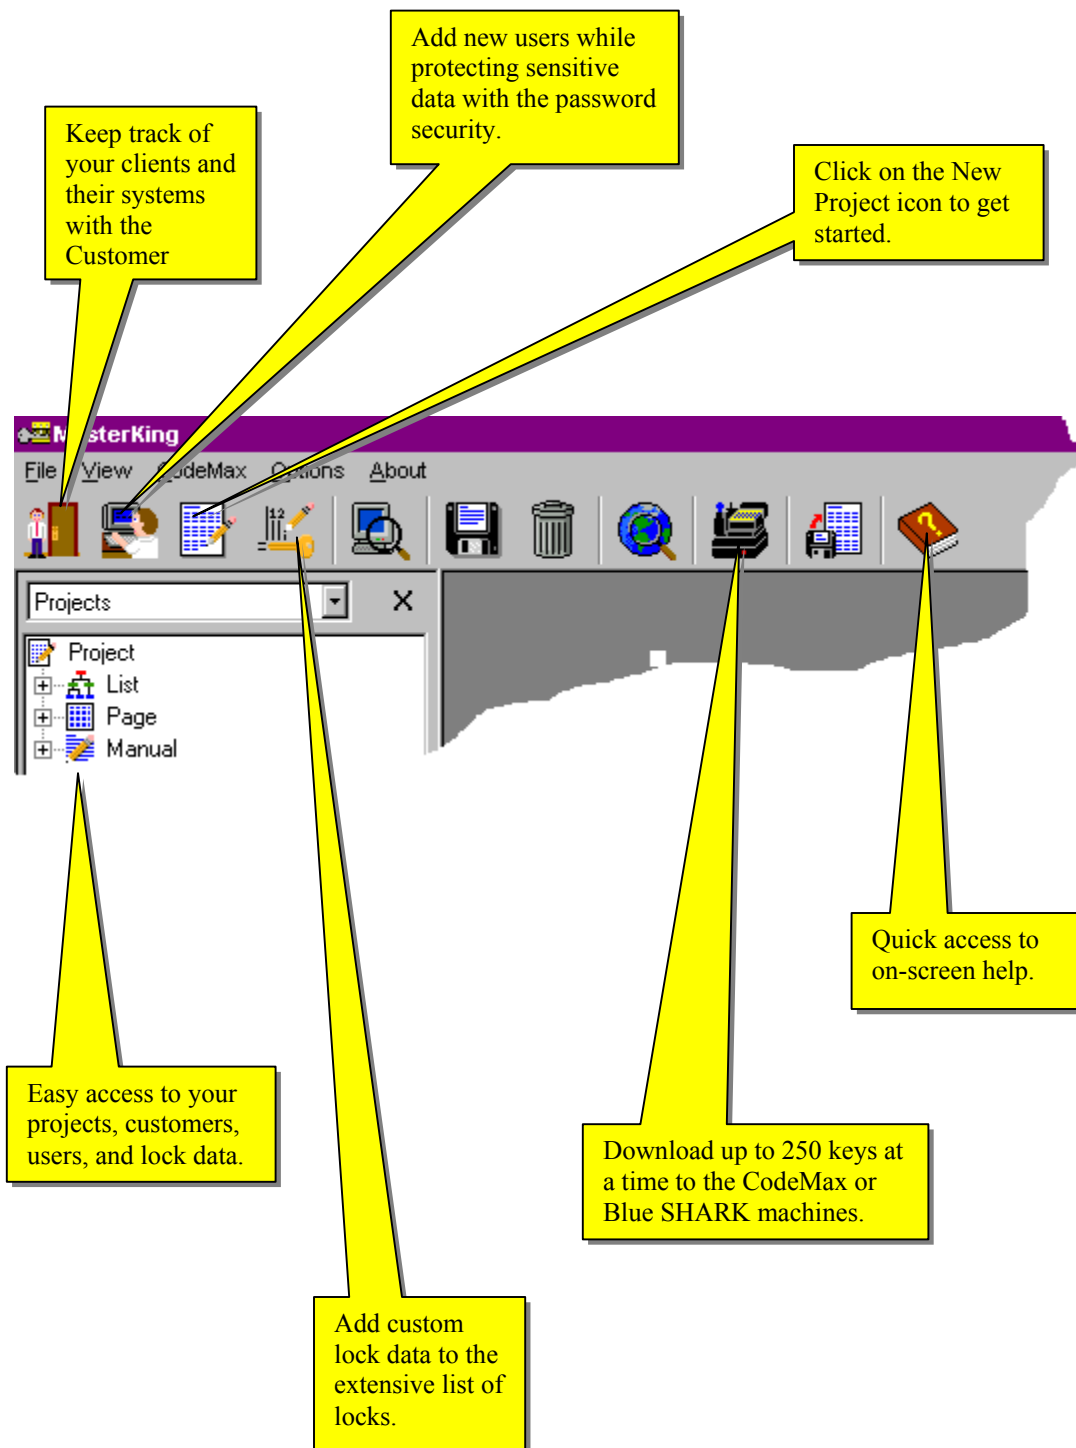 Add new users while
protecting sensitive
data with the password
security.
Keep track of
your clients and
their systems
with the
Customer
Click on the New
Project icon to get
started.
MasterKing
File View CodeMax Options About
12
Projects
Project
List
Page
Manual
Quick access to
on-screen help.
Easy access to your
projects, customers,
users, and lock data.
Download up to 250 keys at
a time to the CodeMax or
Blue SHARK machines.
Add custom
lock data to the
extensive list of
locks.